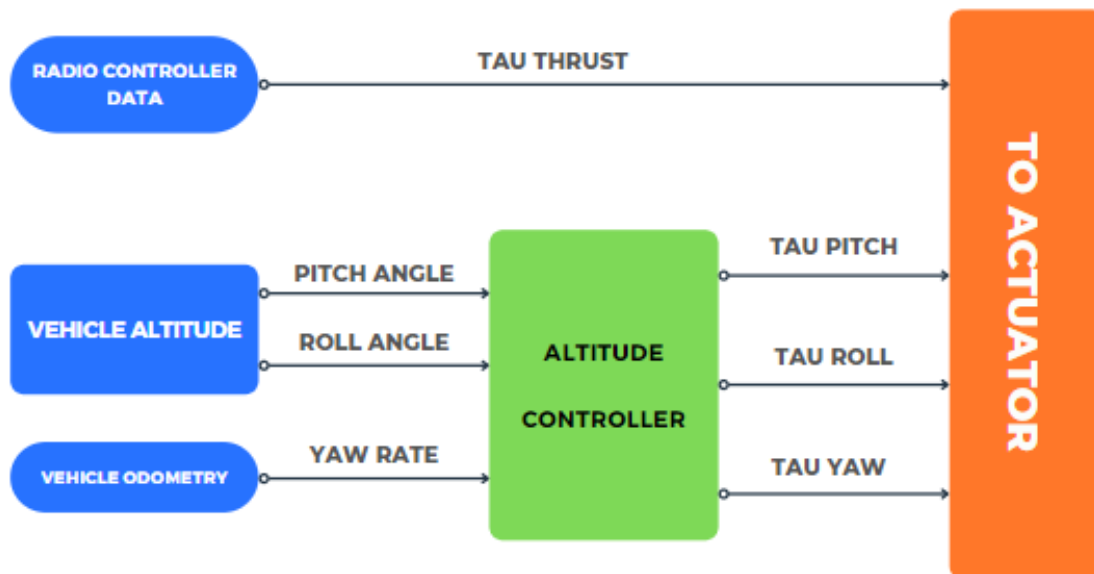 RADIO CONTROLLER
DATA
TAU THRUST
VEHICLE ALTITUDE
PITCH ANGLE
ROLL ANGLE
VEHICLE ODOMETRY
YAW RATE
ALTITUDE
CONTROLLER
TAU PITCH
TAU ROLL
TAU YAW
TO ACTUATOR